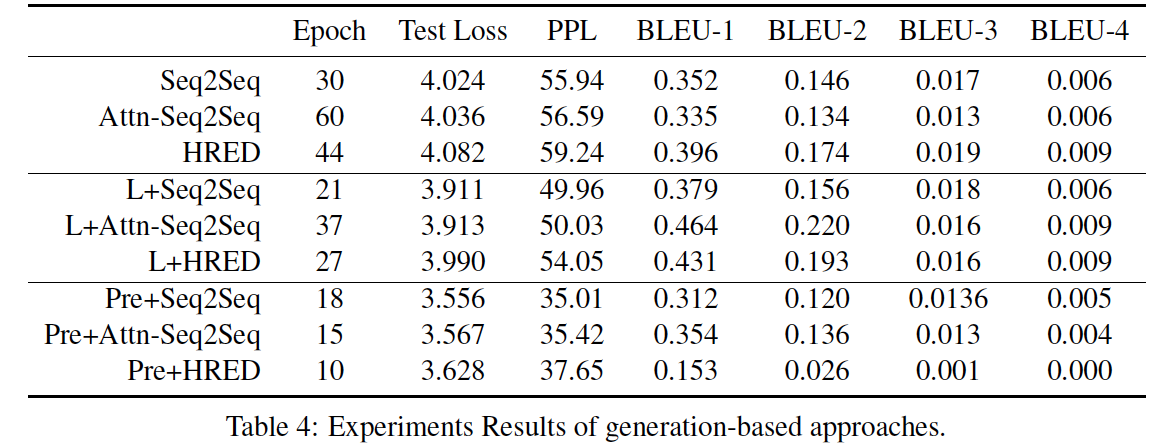 Epoch Test Loss PPL BLEU-1 BLEU-2 BLEU-3 BLEU-4
Seq2Seq 30 4.024 55.94 0.352 0.146 0.017 0.006
Attn-Seq2Seq 60 4.036 56.59 0.335 0.134 0.013 0.006
HRED 44 4.082 59.24 0.396 0.174 0.019 0.009
L+Seq2Seq 21 3.911 49.96 0.379 0.156 0.018 0.006
L+Attn-Seq2Seq 37 3.913 50.03 0.464 0.220 0.016 0.009
L+HRED 27 3.990 54.05 0.431 0.193 0.016 0.009
Pre+Seq2Seq 18 3.556 35.01 0.312 0.120 0.0136 0.005
Pre+Attn-Seq2Seq 15 3.567 35.42 0.354 0.136 0.013 0.004
Pre+HRED 10 3.628 37.65 0.153 0.026 0.001 0.000
Table 4: Experiments Results of generation-based approaches.